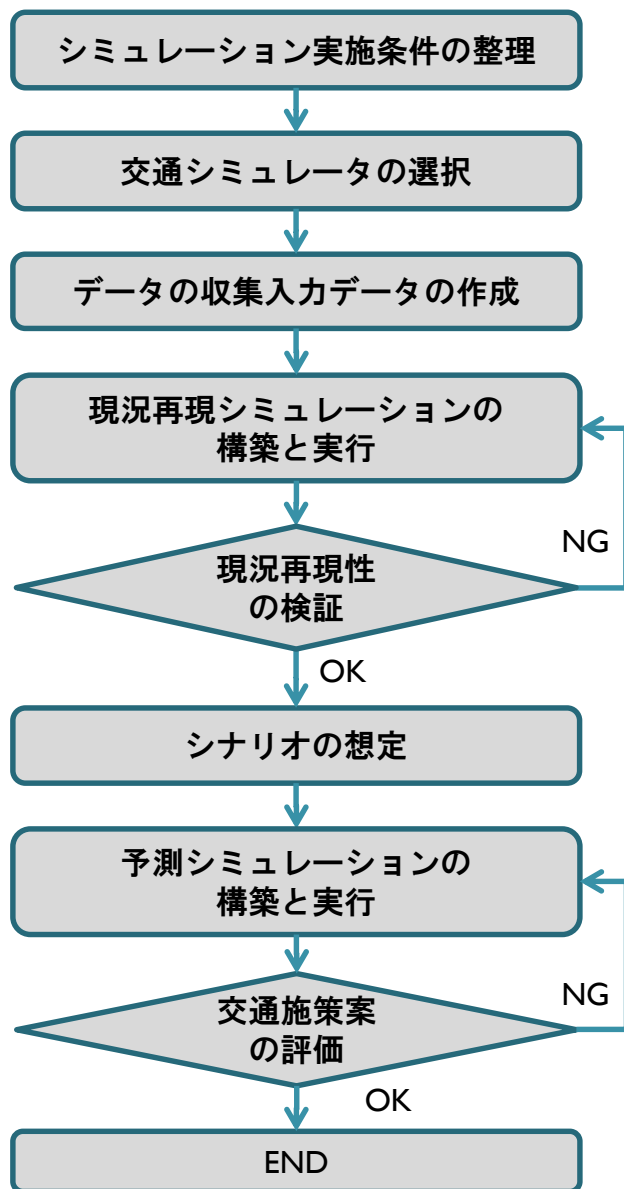 シミュレーション実施条件の整理
交通シミュレータの選択
データの収集入力データの作成
現況再現シミュレーションの
構築と実行
NG
現況再現性
の検証
OK
シナリオの想定
予測シミュレーションの
構築と実行
NG
交通施策案
の評価
OK
END